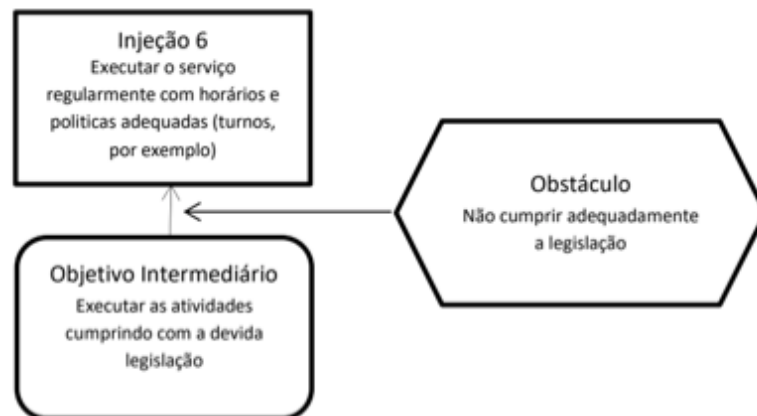 Injeção 6
Executar o serviço
regularmente com horários e
politicas adequadas (turnos,
por exemplo)
Obstáculo
Não cumprir adequadamente
a legislação
Objetivo Intermediário
Executar as atividades
cumprindo com a devida
legislação